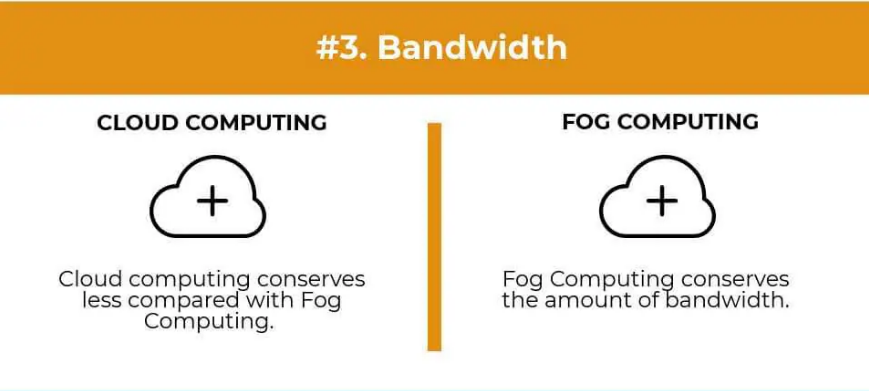 #3. Bandwidth
CLOUD COMPUTING
Cloud computing conserves
less compared with Fog
Computing.
FOG COMPUTING
Fog Computing conserves
the amount of bandwidth.